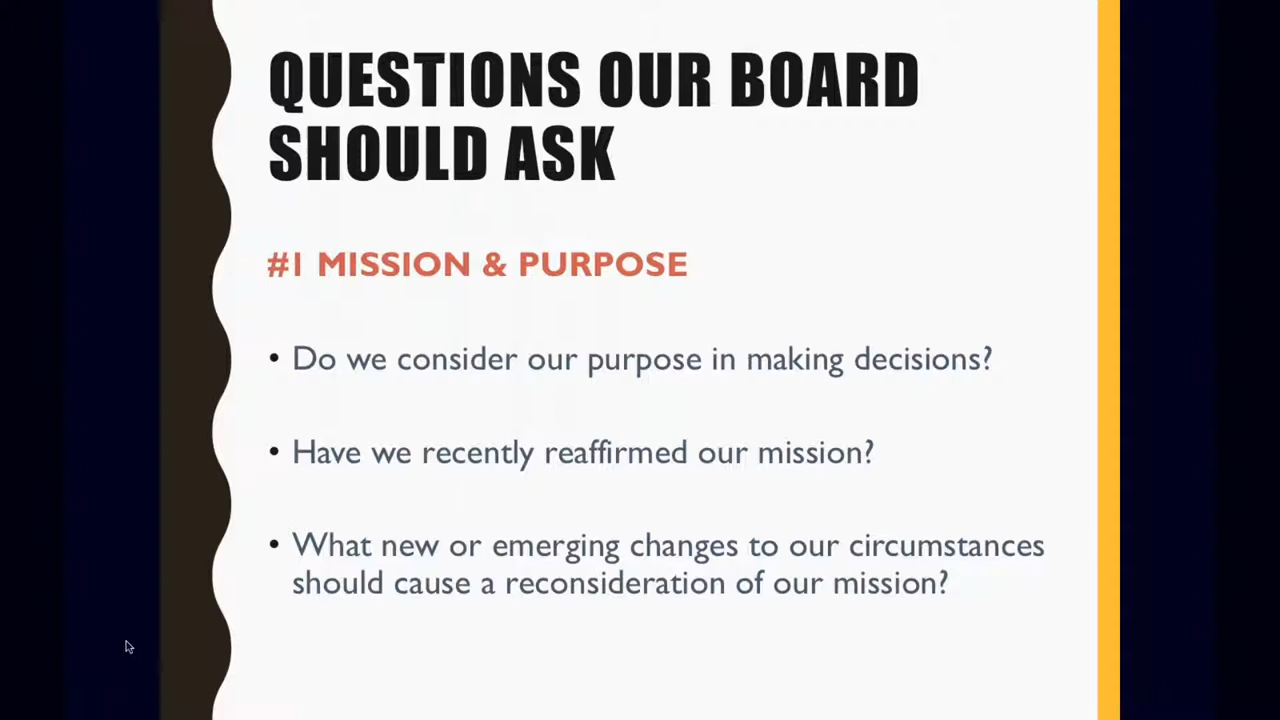 QUESTIONS OUR BOARD
SHOULD ASK
#1 MISSION & PURPOSE
• Do we consider our purpose in making decisions?
• Have we recently reaffirmed our mission?
• What new or emerging changes to our circumstances
should cause a reconsideration of our mission?